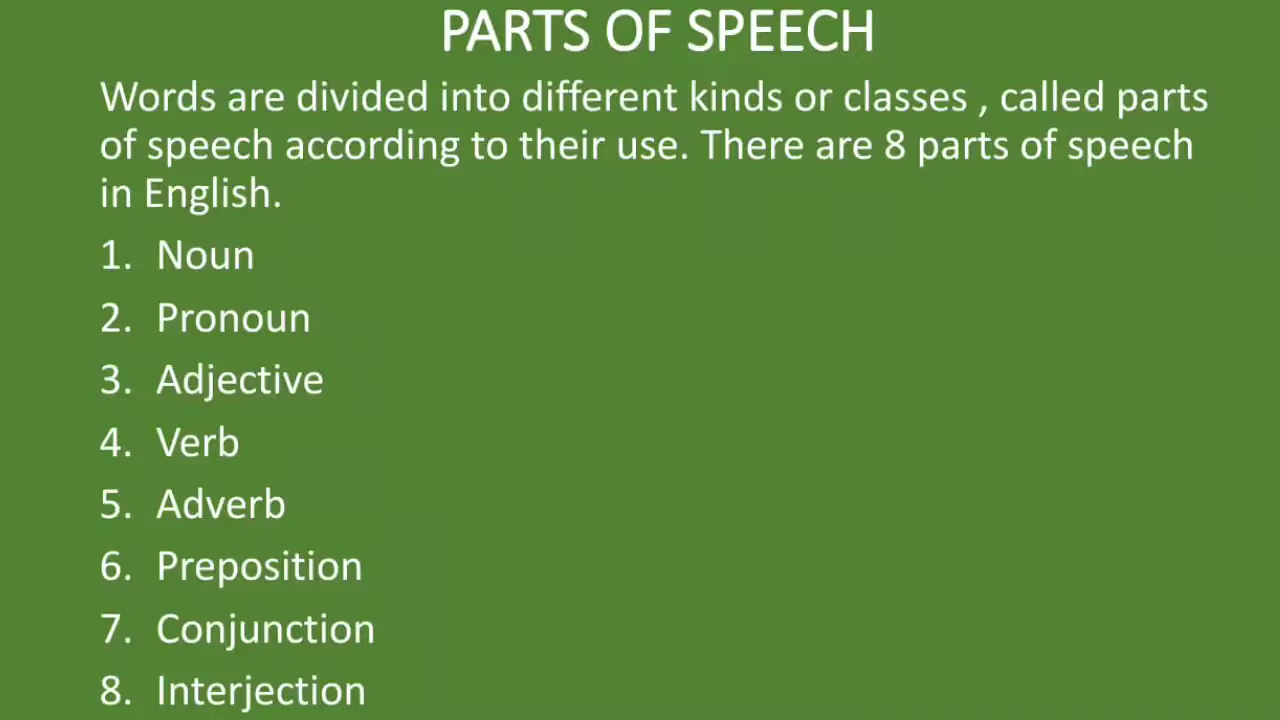 PARTS OF SPEECH
Words are divided into different kinds or classes , called parts
of speech according to their use. There are 8 parts of speech
in English.
1. Noun
2. Pronoun
3. Adjective
4. Verb
5. Adverb
6. Preposition
7. Conjunction
8. Interjection